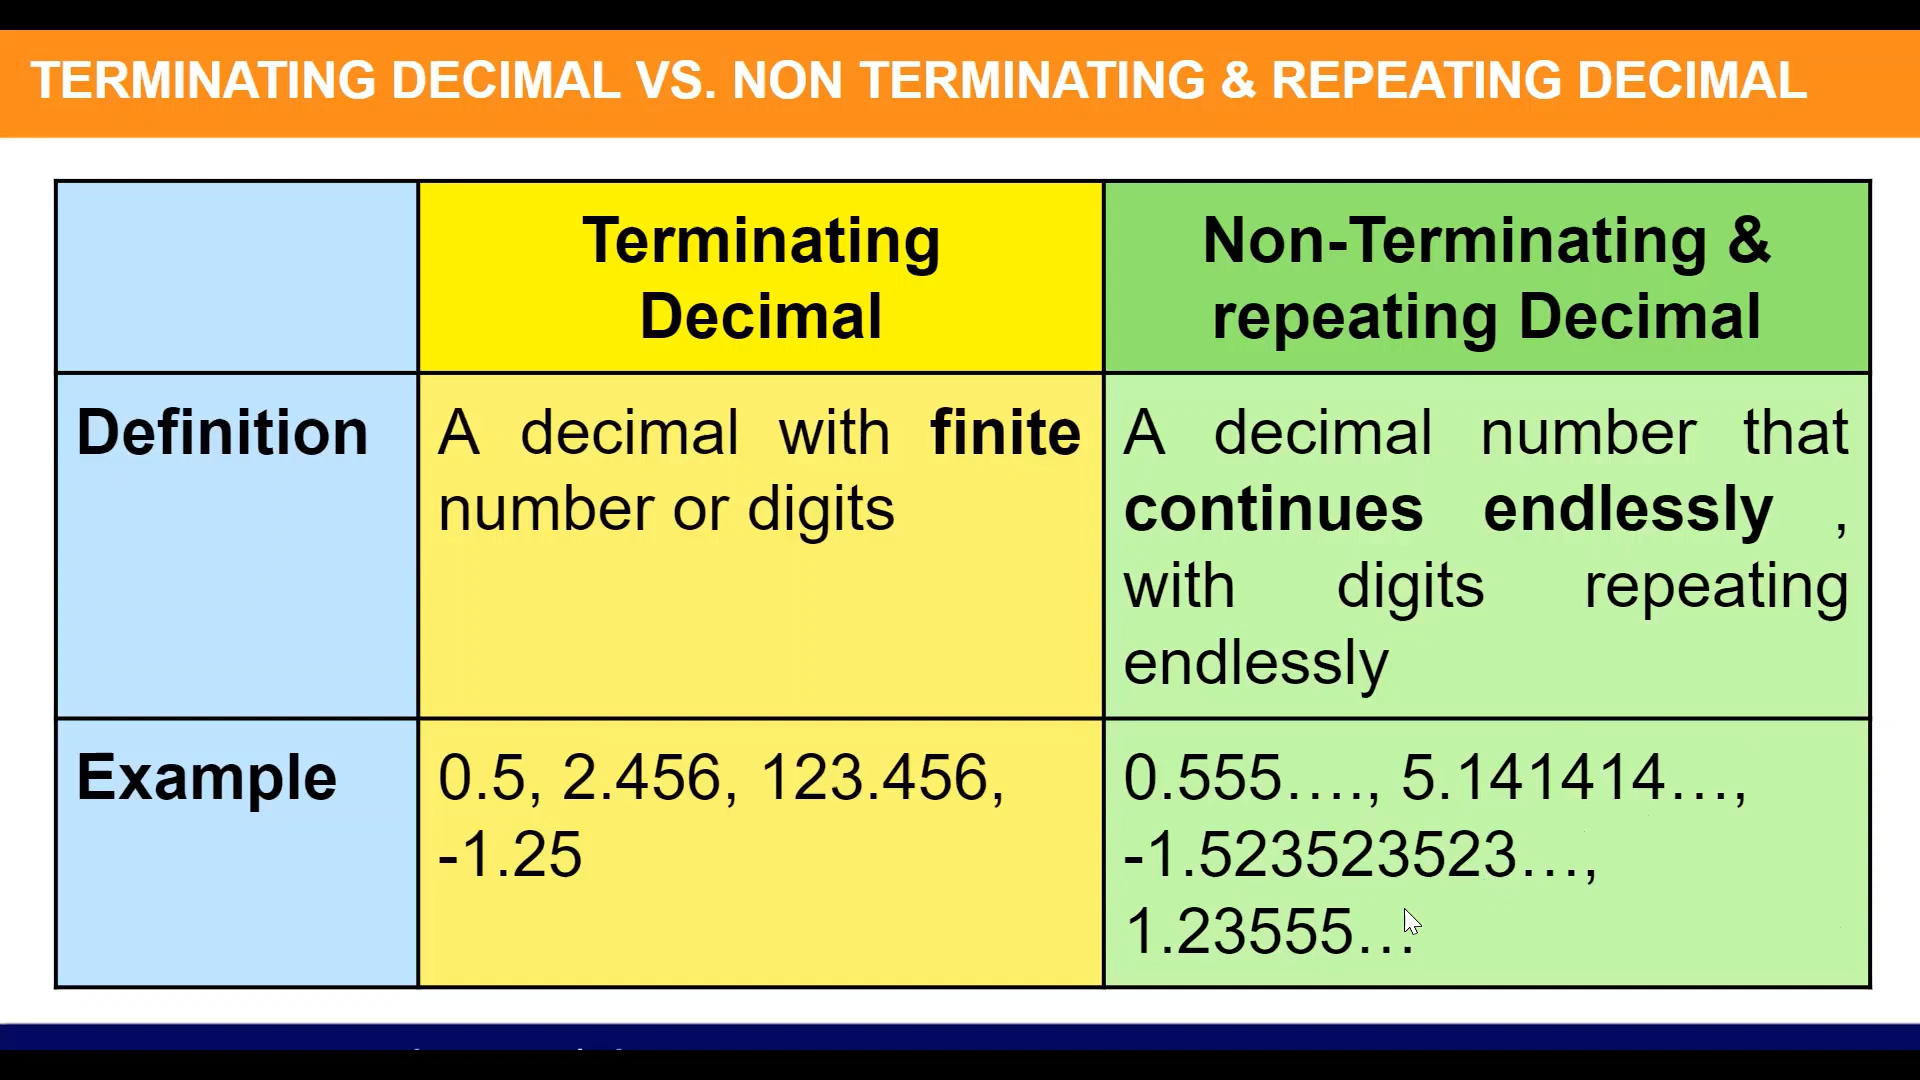 TERMINATING DECIMAL VS. NON TERMINATING & REPEATING DECIMAL
Terminating
Decimal
Non-Terminating &
repeating Decimal
Definition
A decimal with finite
number or digits
A decimal number that
continues endlessly ,
with digits repeating
endlessly
Example
0.5, 2.456, 123.456,
-1.25
0.555…., 5.141414…,
-1.523523523…,
1.23555…